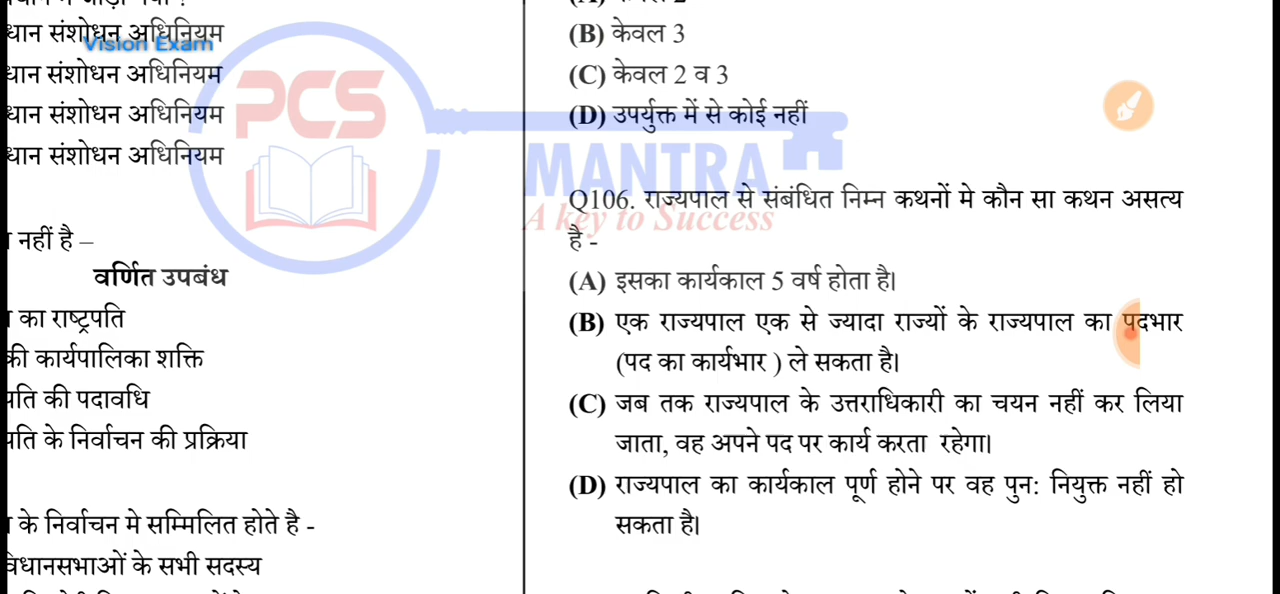 धान संशोधन अधिनियम
Vision Exam
धान संशोधन अधिनियम
धान संशोधन अधिनियम
धान संशोधन अधिनियम
नहीं है –
वर्णित उपबंध
का राष्ट्रपति
की कार्यपालिका शक्ति
पति की पदावधि
पति के निर्वाचन की प्रक्रिया
के निर्वाचन मे सम्मिलित होते है -
विधानसभाओं के सभी सदस्य
PCS
MANTRA
A key to Success
(B) केवल 3
(C) केवल 2 व 3
(D) उपर्युक्त में से कोई नहीं
Q106. राज्यपाल से संबंधित निम्न कथनों मे कौन सा कथन असत्य
है -
(A) इसका कार्यकाल 5 वर्ष होता है।
(B) एक राज्यपाल एक से ज्यादा राज्यों के राज्यपाल का पदभार
(पद का कार्यभार ) ले सकता है।
(C) जब तक राज्यपाल के उत्तराधिकारी का चयन नहीं कर लिया
जाता, वह अपने पद पर कार्य करता रहेगा।
(D) राज्यपाल का कार्यकाल पूर्ण होने पर वह पुन: नियुक्त नहीं हो
सकता है।